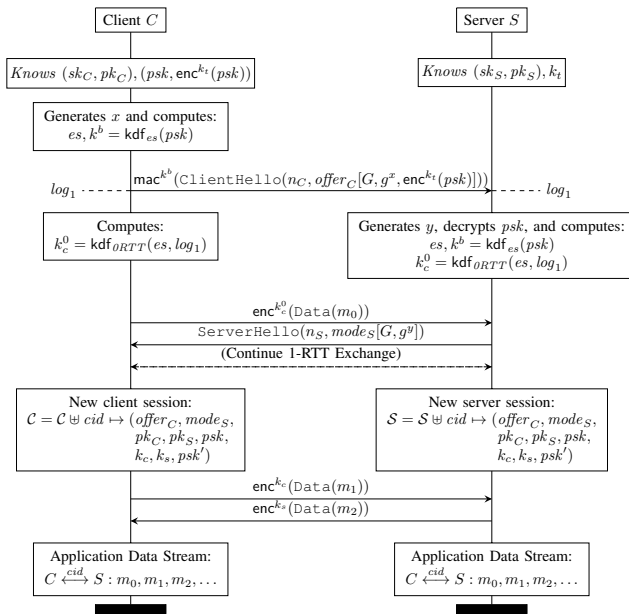 Client C
Server S
Knows (sk_C, pk_C), (psk, enc^{k_t}(psk))
Knows (sk_S, pk_S), k_t
Generates x and computes:
es, k^b = kdf_{es}(psk)
mac^{k^b}(ClientHello(n_C, offer_C[G, g^x, enc^{k_t}(psk)]))
log_1
log_1
Computes:
k_c^0 = kdf_{0RTT}(es, log_1)
Generates y, decrypts psk, and computes:
es, k^b = kdf_{es}(psk)
k_c^0 = kdf_{0RTT}(es, log_1)
enc^{k_c^0}(Data(m_0))
ServerHello(n_S, mode_S[G, g^y])
(Continue 1-RTT Exchange)
New client session:
C = C ⊎ cid ↦ (offer_C, mode_S,
pk_C, pk_S, psk,
k_c, k_s, psk′)
New server session:
S = S ⊎ cid ↦ (offer_C, mode_S,
pk_C, pk_S, psk,
k_c, k_s, psk′)
enc^{k_c}(Data(m_1))
enc^{k_s}(Data(m_2))
Application Data Stream:
C ⟷^{cid} S : m_0, m_1, m_2, …
Application Data Stream:
C ⟷^{cid} S : m_0, m_1, m_2, …